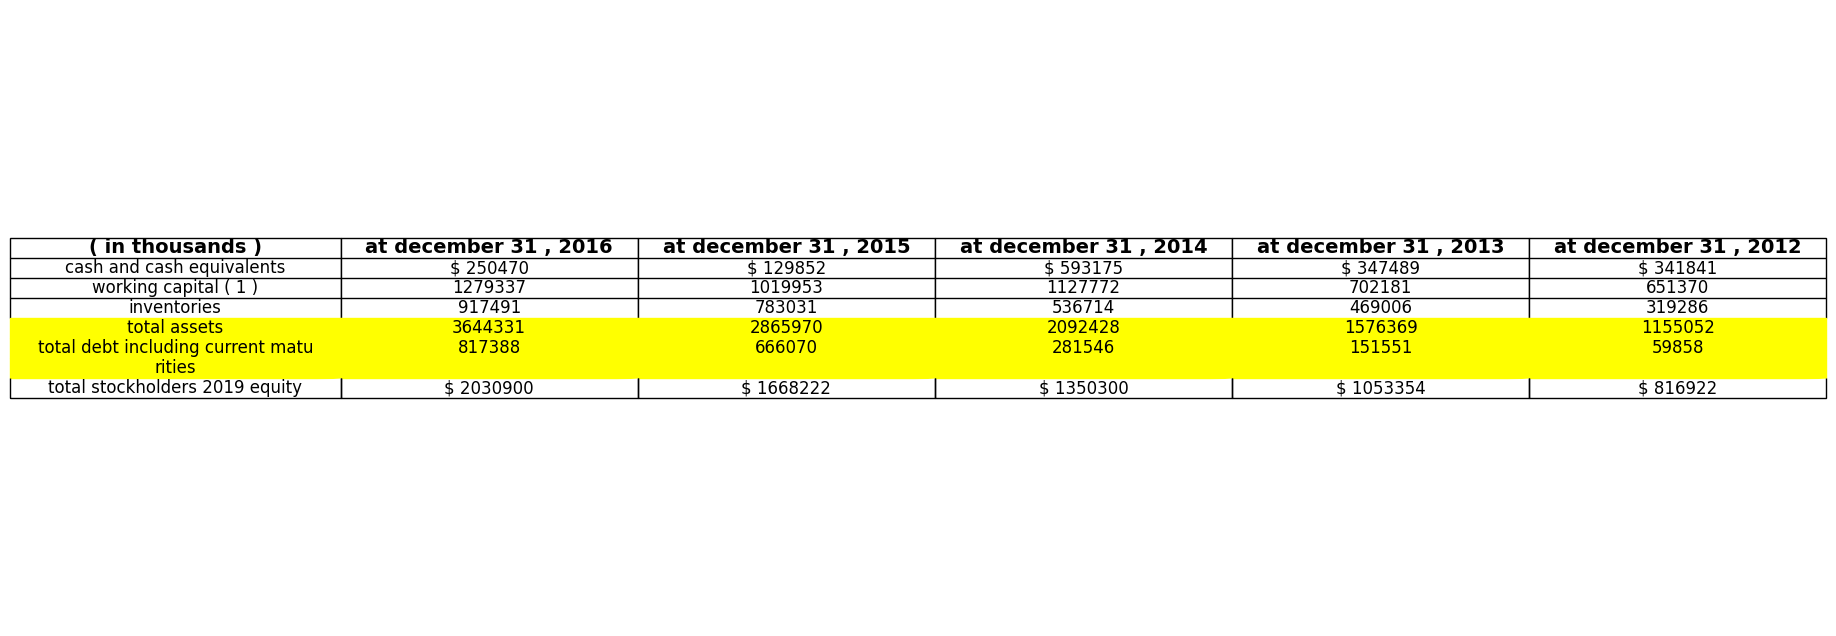 ( in thousands ) at december 31 , 2016 at december 31 , 2015 at december 31 , 2014 at december 31 , 2013 at december 31 , 2012
cash and cash equivalents $ 250470 $ 129852 $ 593175 $ 347489 $ 341841
working capital ( 1 ) 1279337 1019953 1127772 702181 651370
inventories 917491 783031 536714 469006 319286
total assets 3644331 2865970 2092428 1576369 1155052
total debt including current matu 817388 666070 281546 151551 59858
rities
total stockholders 2019 equity $ 2030900 $ 1668222 $ 1350300 $ 1053354 $ 816922